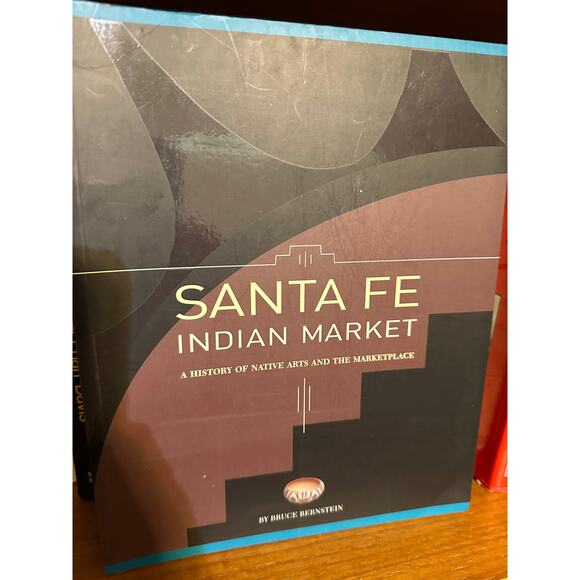 SANTA FE
INDIAN MARKET
A HISTORY OF NATIVE ARTS AND THE MARKETPLACE
BY BRUCE BERNSTEIN